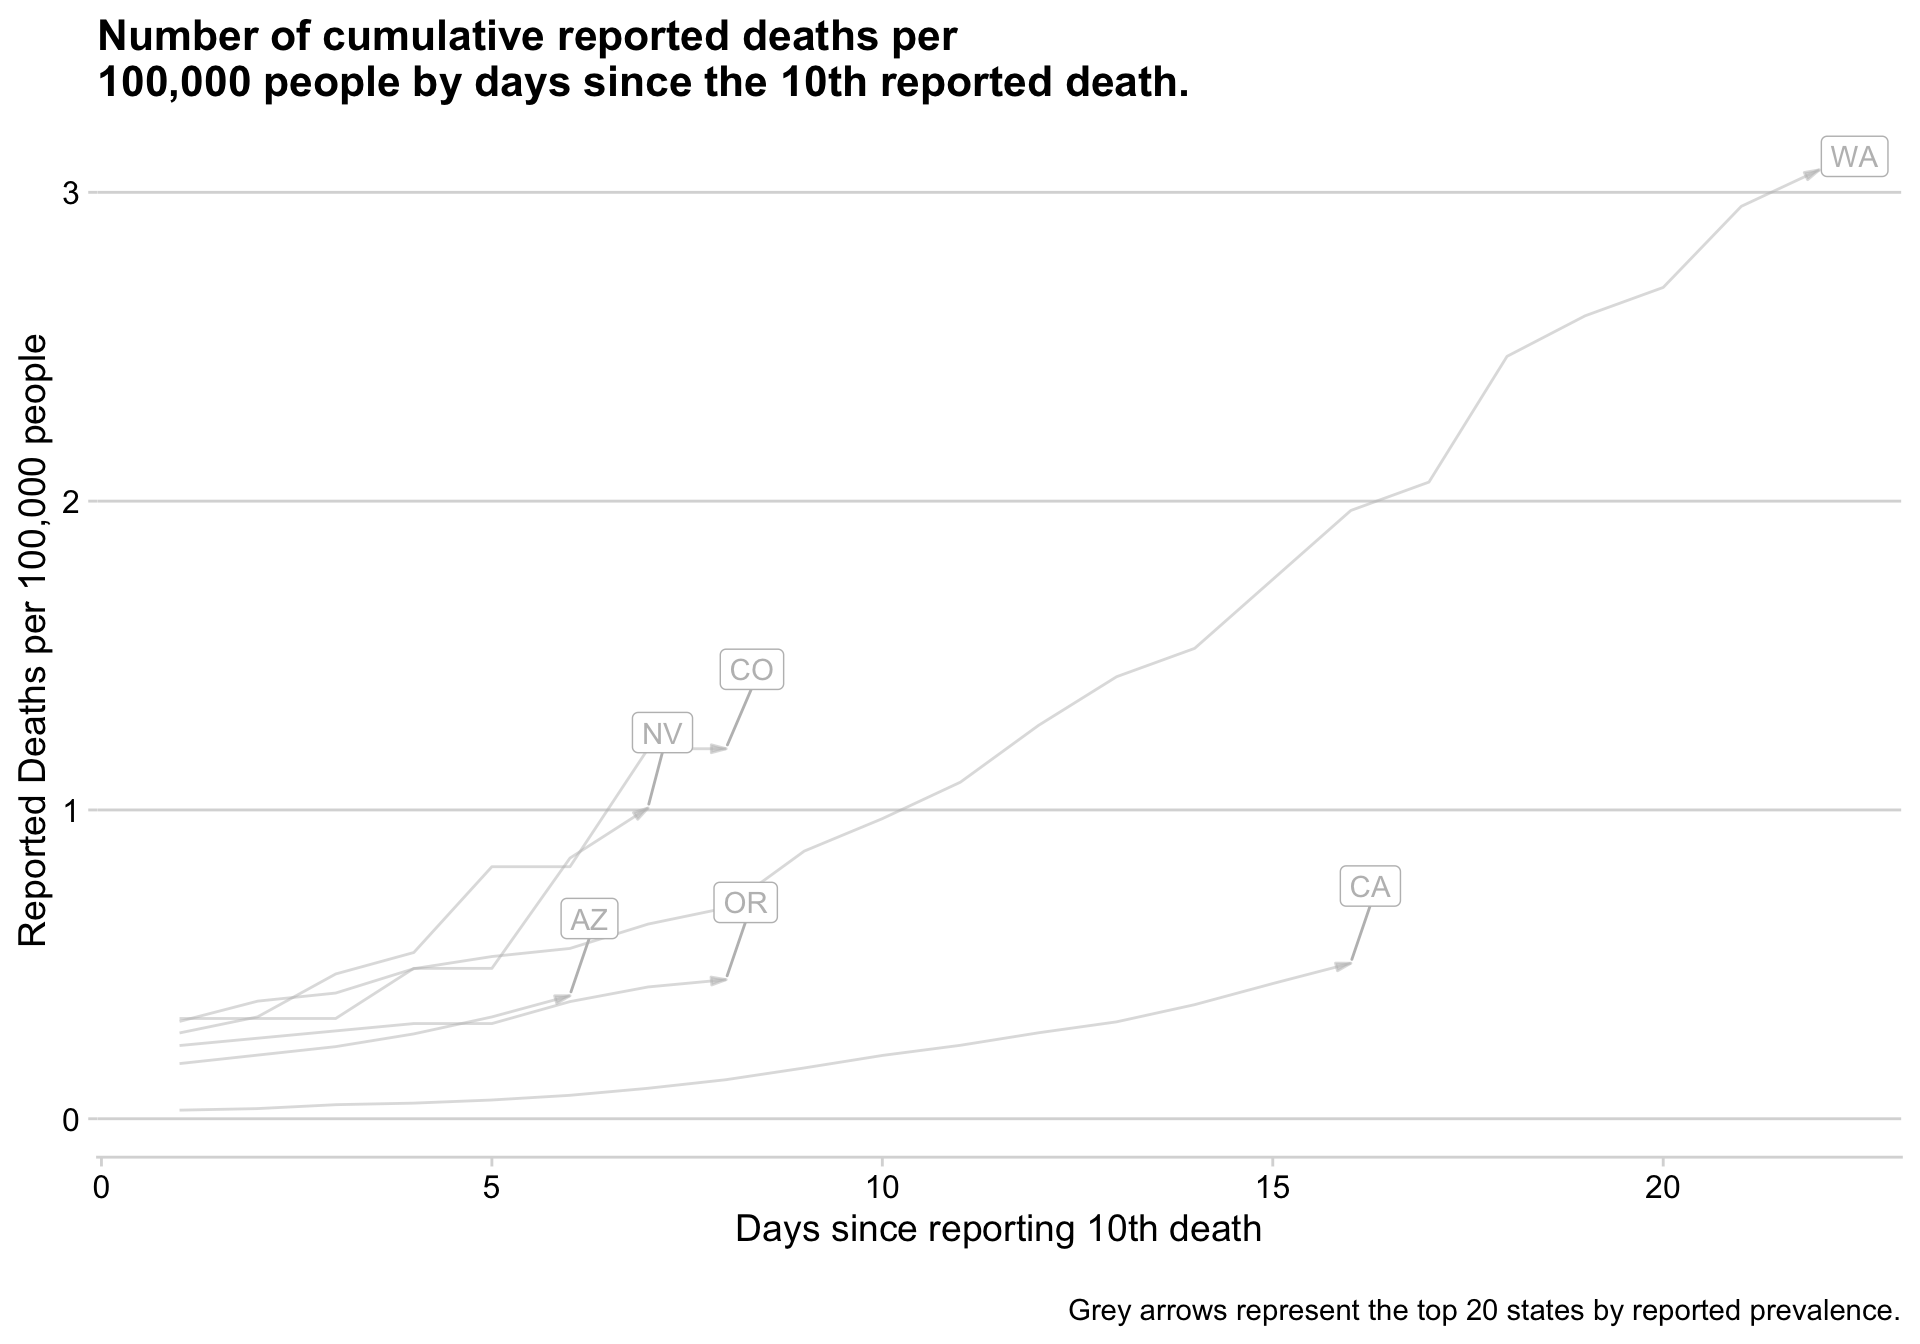 Number of cumulative reported deaths per
100,000 people by days since the 10th reported death.
Reported Deaths per 100,000 people
3
2
1
0
WA
CO
NV
CA
OR
AZ
0 5 10 15 20
Days since reporting 10th death
Grey arrows represent the top 20 states by reported prevalence.